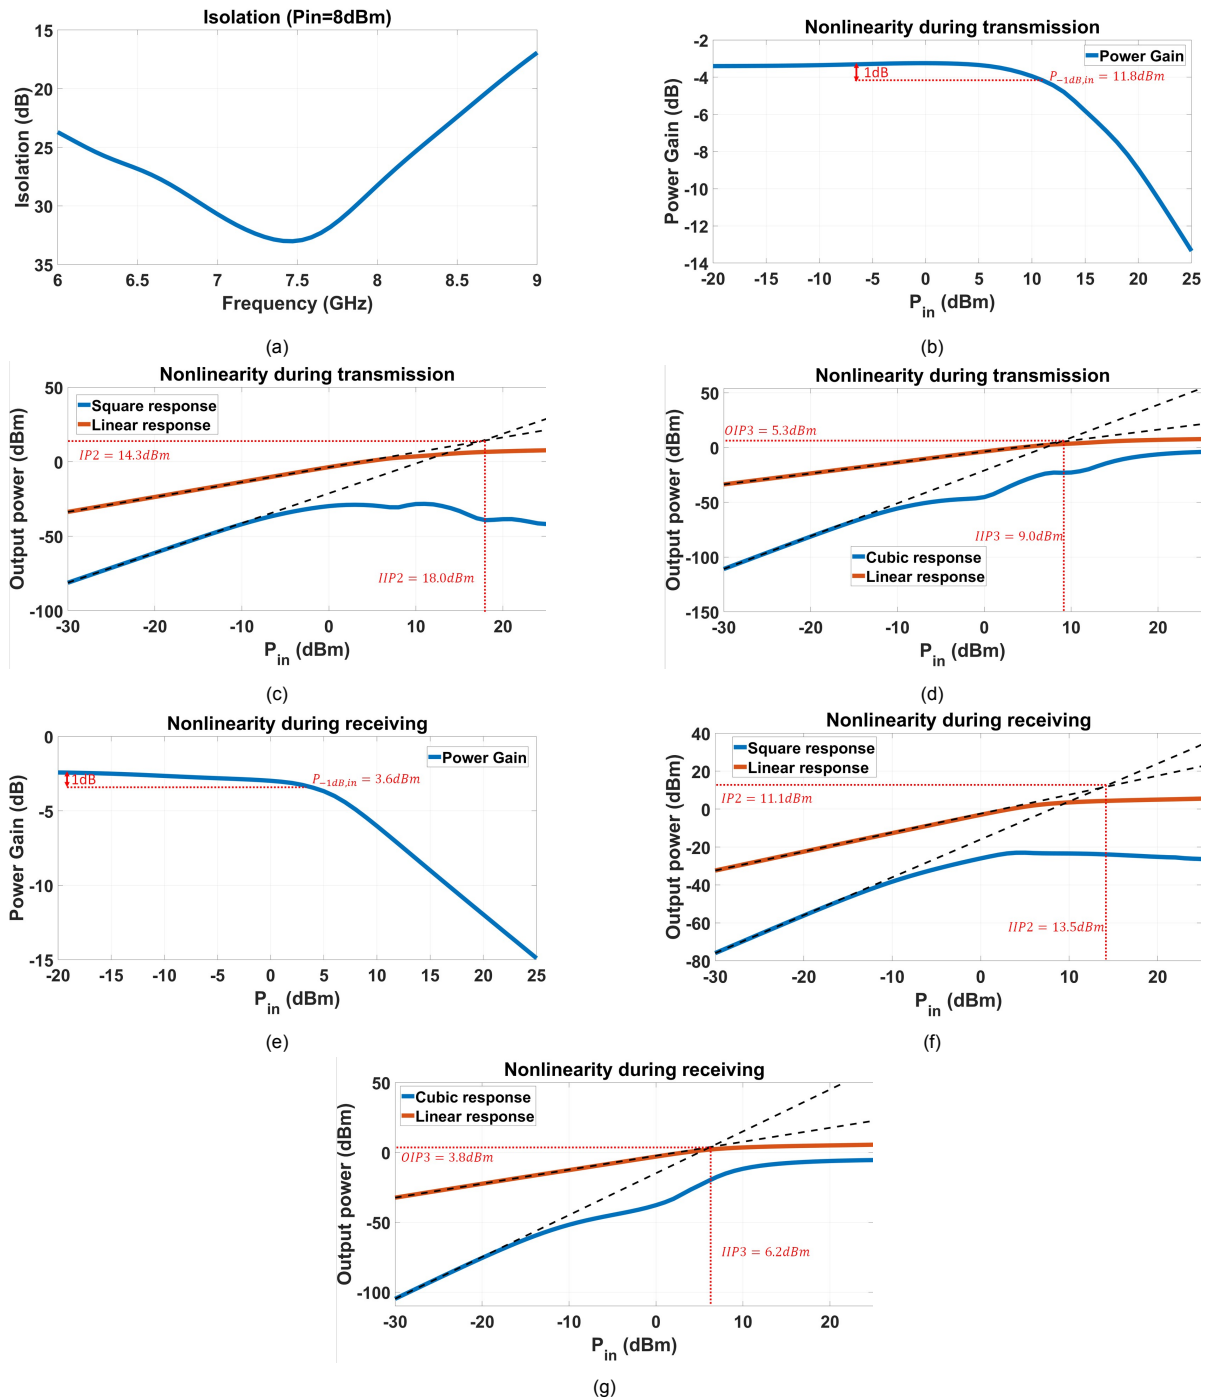 Isolation (Pin=8dBm)
15
20
25
30
35
Isolation (dB)
6
6.5
7
7.5
8
8.5
9
Frequency (GHz)
(a)
Nonlinearity during transmission
-2
-4
-6
-8
-10
-12
-14
Power Gain (dB)
Power Gain
1dB
P−1dB,in = 11.8dBm
-20
-15
-10
-5
0
5
10
15
20
25
Pin (dBm)
(b)
Nonlinearity during transmission
50
0
-50
-100
Output power (dBm)
Square response
Linear response
IP2 = 14.3dBm
IIP2 = 18.0dBm
-30
-20
-10
0
10
20
Pin (dBm)
(c)
Nonlinearity during transmission
50
0
-50
-100
-150
Output power (dBm)
OIP3 = 5.3dBm
IIP3 = 9.0dBm
Cubic response
Linear response
-30
-20
-10
0
10
20
Pin (dBm)
(d)
Nonlinearity during receiving
0
-5
-10
-15
Power Gain (dB)
Power Gain
1dB
P−1dB,in = 3.6dBm
-20
-15
-10
-5
0
5
10
15
20
25
Pin (dBm)
(e)
Nonlinearity during receiving
40
20
0
-20
-40
-60
-80
Output power (dBm)
Square response
Linear response
IP2 = 11.1dBm
IIP2 = 13.5dBm
-30
-20
-10
0
10
20
Pin (dBm)
(f)
Nonlinearity during receiving
50
0
-50
-100
Output power (dBm)
Cubic response
Linear response
OIP3 = 3.8dBm
IIP3 = 6.2dBm
-30
-20
-10
0
10
20
Pin (dBm)
(g)